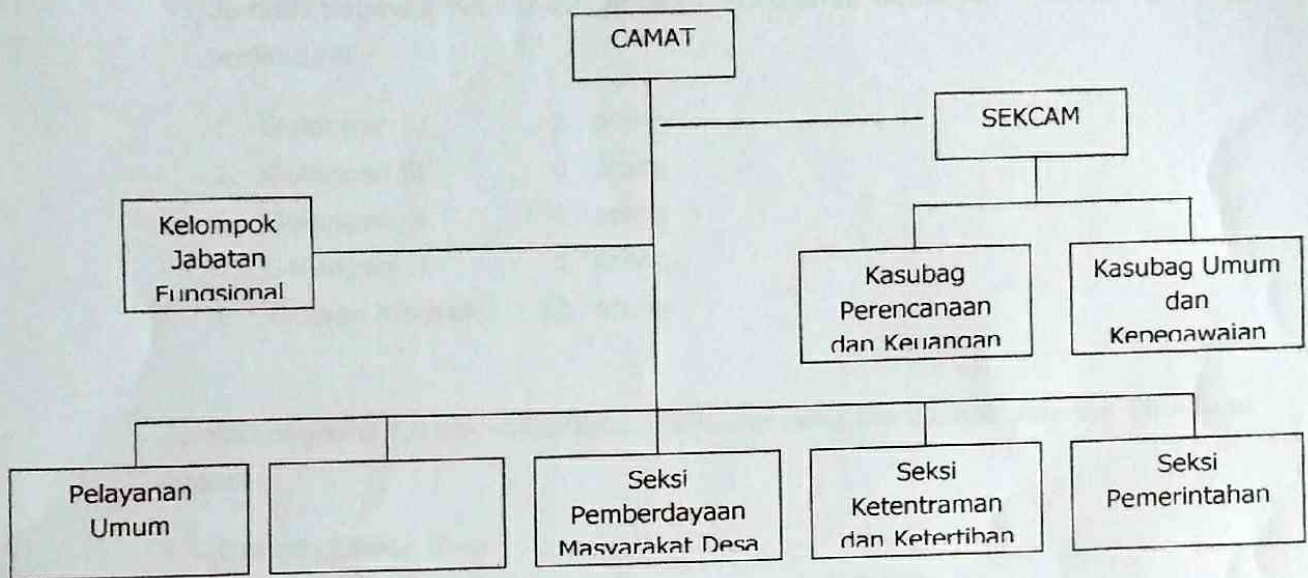 CAMAT
SEKCAM
Kelompok
Jabatan
Fungsional
Kasubag
Perencanaan
dan Keuangan
Kasubag Umum
dan
Kepegawaian
Pelayanan
Umum
Seksi
Pemberdayaan
Masyarakat Desa
Seksi
Ketentraman
dan Ketertiban
Seksi
Pemerintahan